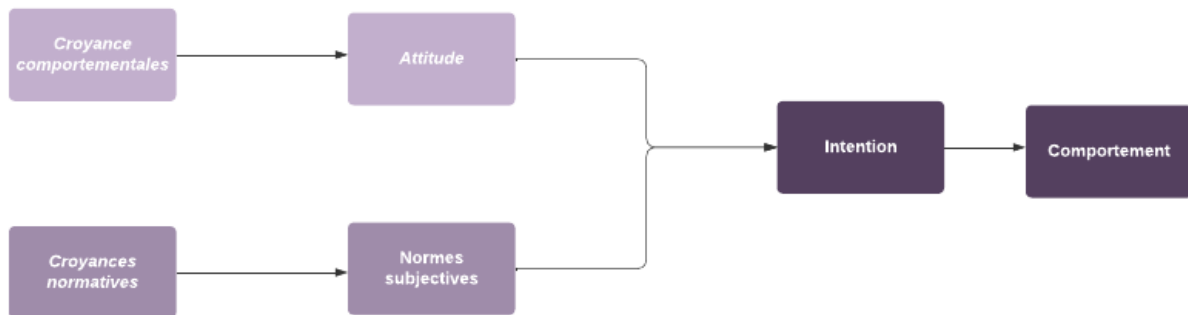 Croyance
comportementales
Attitude
Intention
Comportement
Croyances
normatives
Normes
subjectives